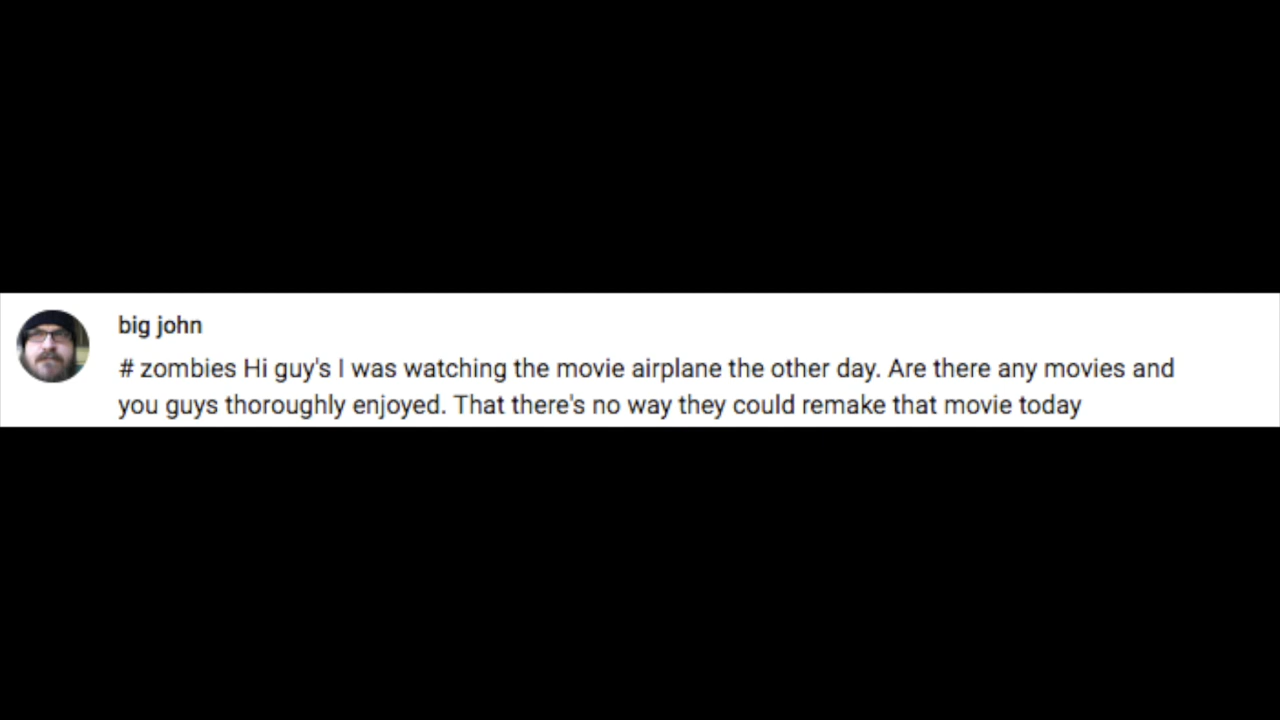 big john
# zombies Hi guy's I was watching the movie airplane the other day. Are there any movies and
you guys thoroughly enjoyed. That there's no way they could remake that movie today